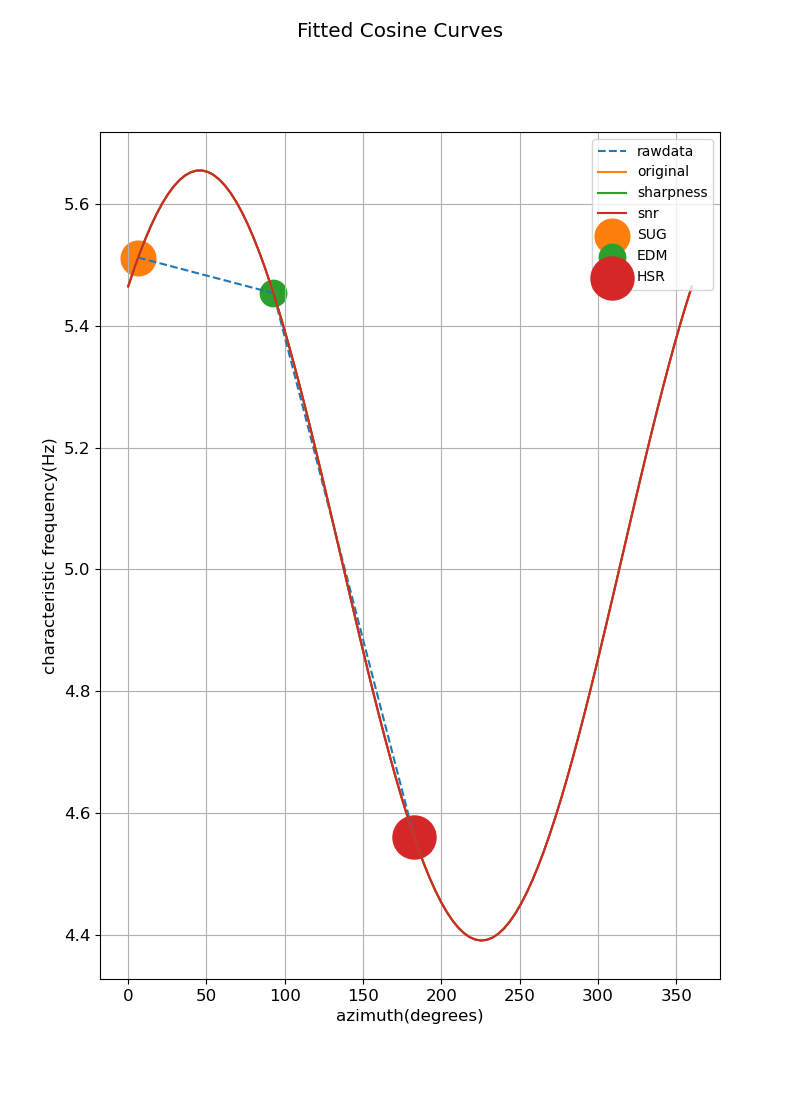 Fitted Cosine Curves
rawdata
original
sharpness
snr
SUG
EDM
HSR
5.6
5.4
5.2
5.0
4.8
4.6
4.4
characteristic frequency(Hz)
0 50 100 150 200 250 300 350
azimuth(degrees)